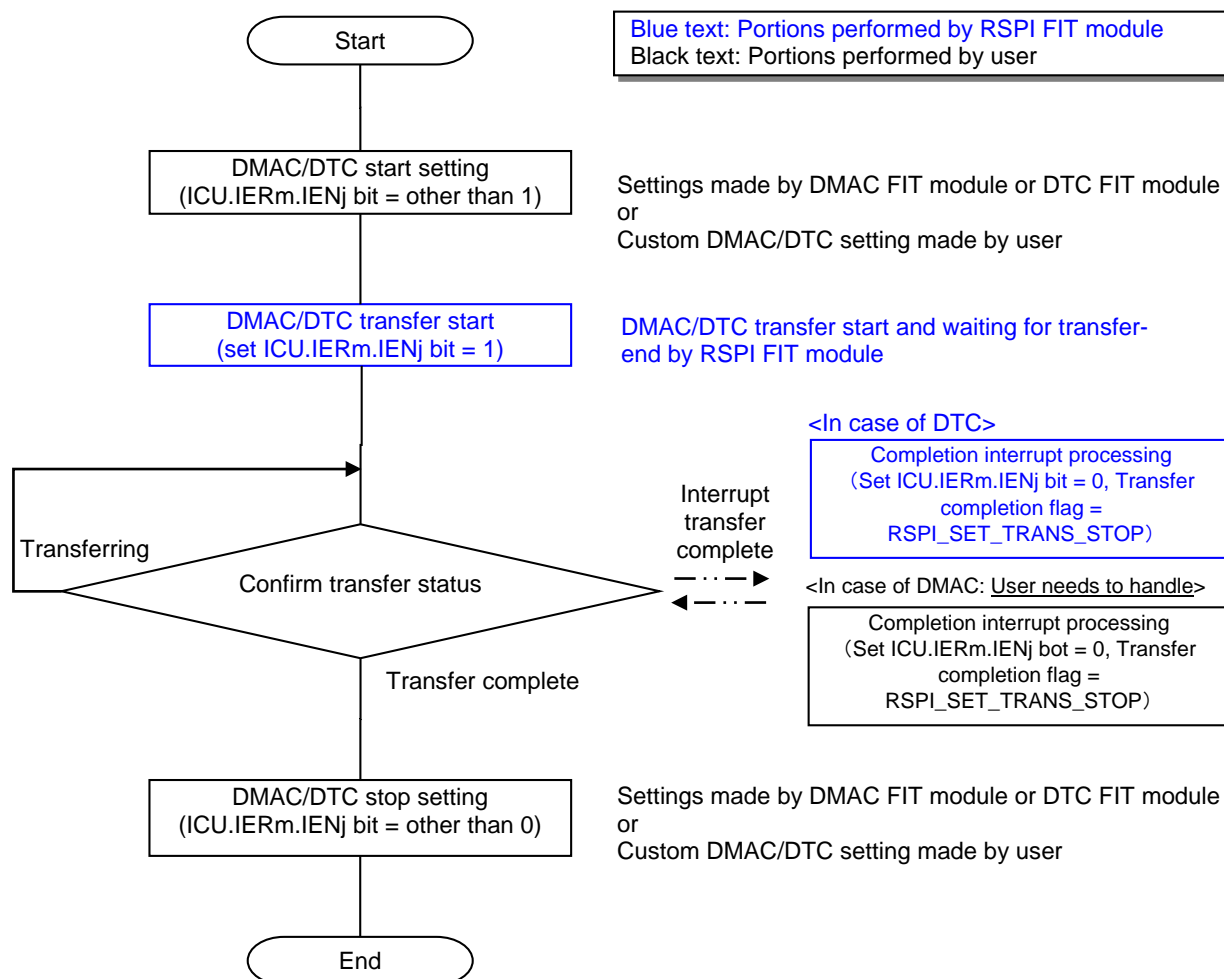 Start
Blue text: Portions performed by RSPI FIT module
Black text: Portions performed by user
DMAC/DTC start setting
(ICU.IERm.IENj bit = other than 1)
Settings made by DMAC FIT module or DTC FIT module
or
Custom DMAC/DTC setting made by user
DMAC/DTC transfer start
(set ICU.IERm.IENj bit = 1)
DMAC/DTC transfer start and waiting for transfer-
end by RSPI FIT module
<In case of DTC>
Completion interrupt processing
（Set ICU.IERm.IENj bit = 0, Transfer
completion flag =
RSPI_SET_TRANS_STOP）
Interrupt
transfer
complete
Transferring
Confirm transfer status
<In case of DMAC: User needs to handle>
Completion interrupt processing
（Set ICU.IERm.IENj bot = 0, Transfer
completion flag =
RSPI_SET_TRANS_STOP）
Transfer complete
DMAC/DTC stop setting
(ICU.IERm.IENj bit = other than 0)
Settings made by DMAC FIT module or DTC FIT module
or
Custom DMAC/DTC setting made by user
End